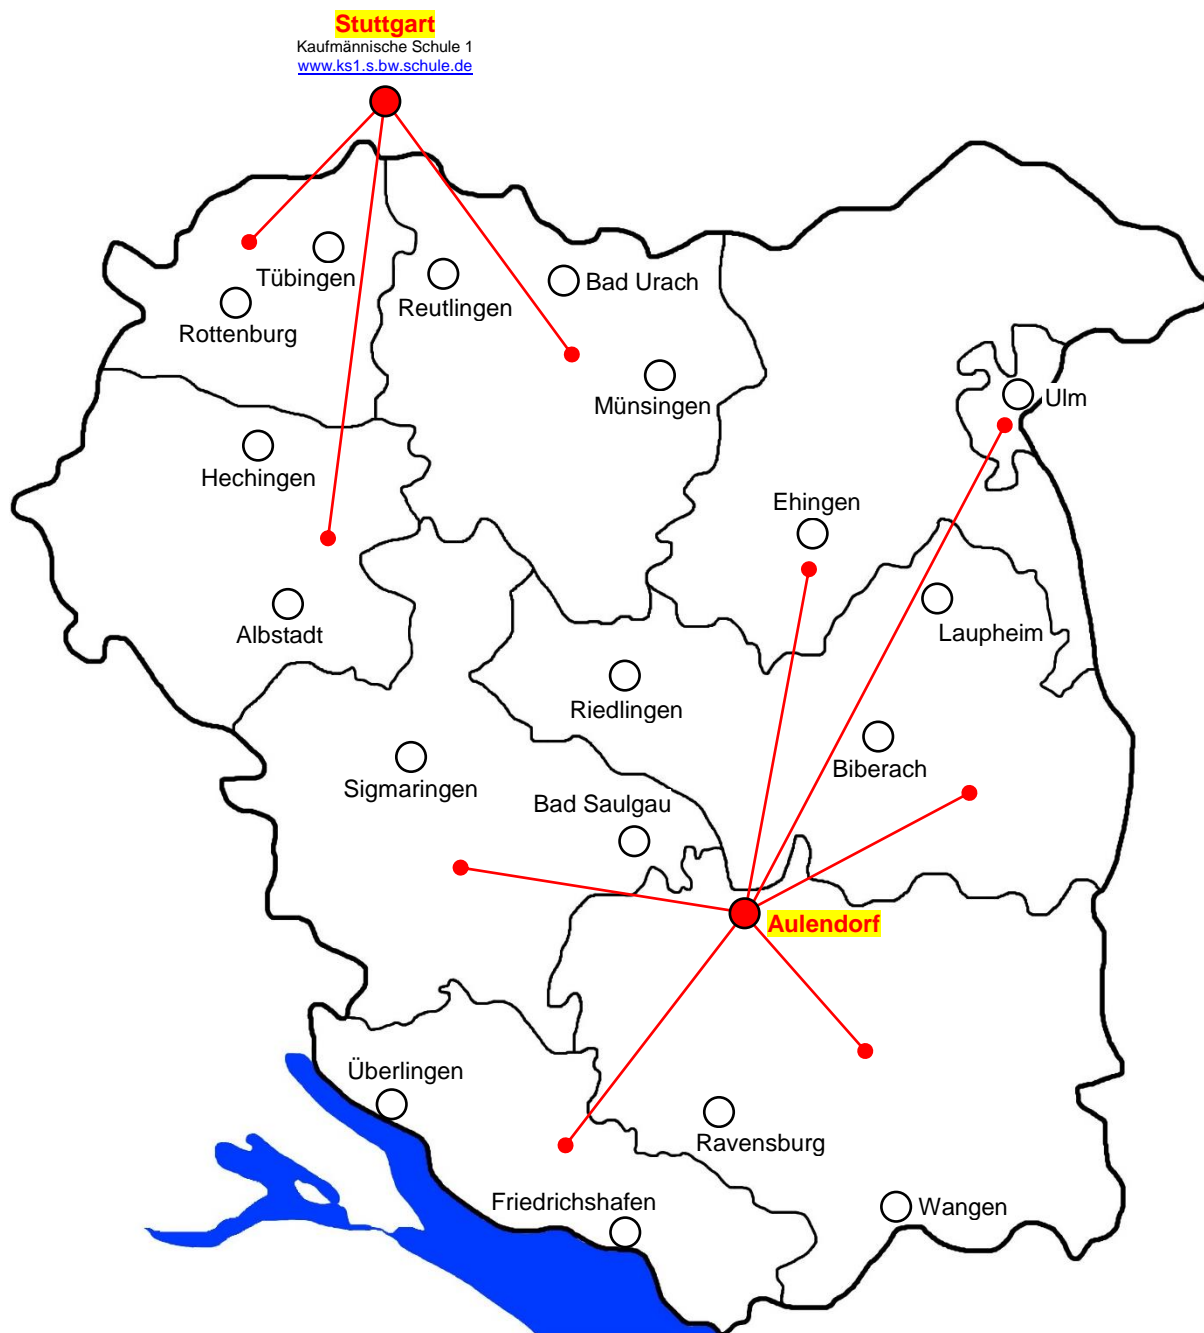 Stuttgart
Kaufmännische Schule 1
www.ks1.s.bw.schule.de
Tübingen
Bad Urach
Reutlingen
Rottenburg
Münsingen
Ulm
Hechingen
Ehingen
Albstadt
Laupheim
Riedlingen
Biberach
Sigmaringen
Bad Saulgau
Aulendorf
Überlingen
Ravensburg
Friedrichshafen
Wangen